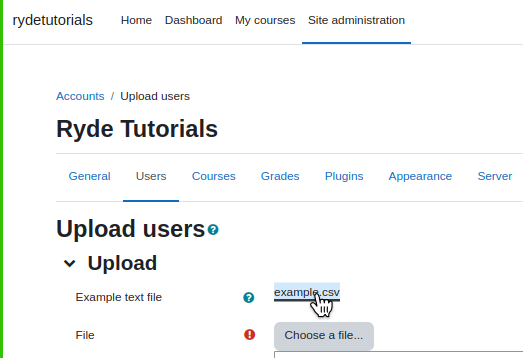 rydetutorials Home Dashboard My courses Site administration
Accounts / Upload users
Ryde Tutorials
General Users Courses Grades Plugins Appearance Server
Upload users
Upload
Example text file example.csv
File Choose a file...